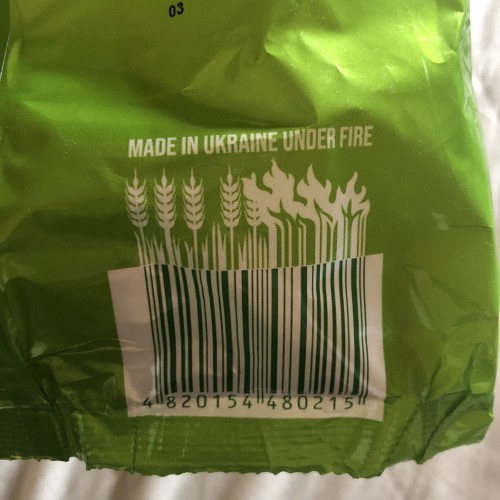 03
MADE IN UKRAINE UNDER FIRE
4 820154 480215